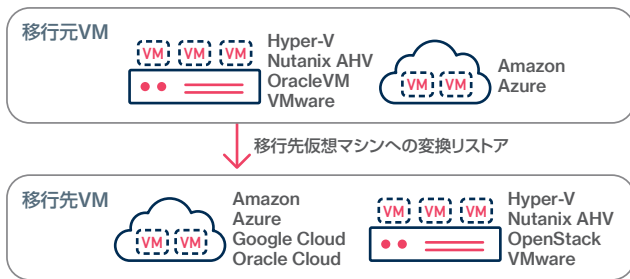 移行元VM
VM VM VM
Hyper-V
Nutanix AHV
OracleVM
VMware
VM VM
Amazon
Azure
移行先仮想マシンへの変換リストア
移行先VM
VM VM
Amazon
Azure
Google Cloud
Oracle Cloud
VM VM VM
Hyper-V
Nutanix AHV
OpenStack
VMware